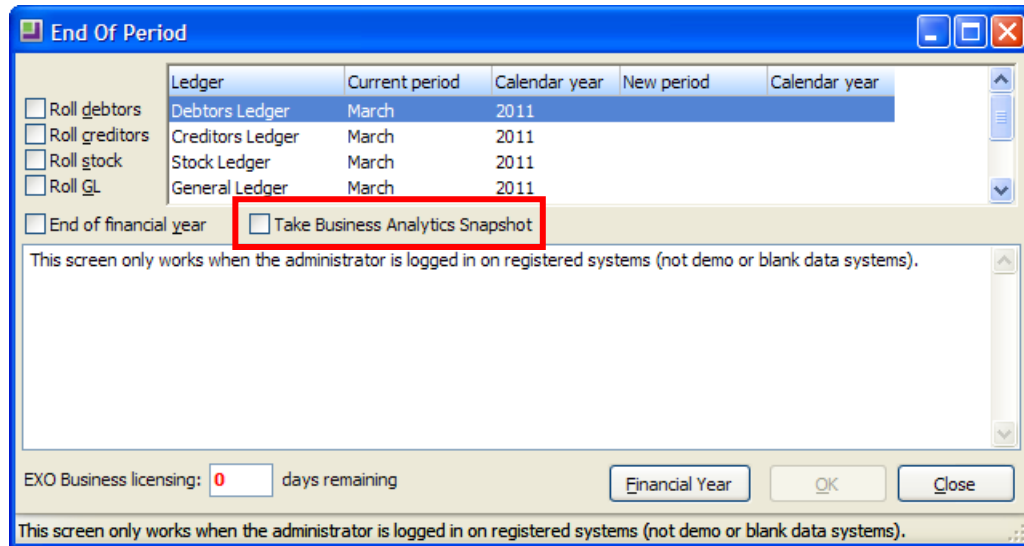 End Of Period
Ledger Current period Calendar year New period Calendar year
Roll debtors Debtors Ledger March 2011
Roll creditors Creditors Ledger March 2011
Roll stock Stock Ledger March 2011
Roll GL General Ledger March 2011
End of financial year Take Business Analytics Snapshot
This screen only works when the administrator is logged in on registered systems (not demo or blank data systems).
EXO Business licensing: 0 days remaining Financial Year OK Close
This screen only works when the administrator is logged in on registered systems (not demo or blank data systems).